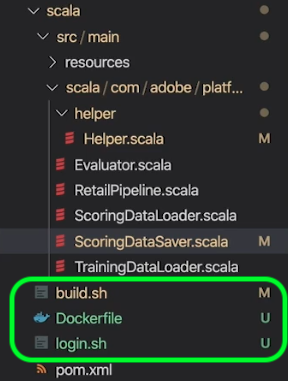 scala
src / main
resources
scala / com / adobe / platf...
helper
Helper.scala M
Evaluator.scala
RetailPipeline.scala
ScoringDataLoader.scala
ScoringDataSaver.scala M
TrainingDataLoader.scala
build.sh M
Dockerfile U
login.sh U
pom.xml